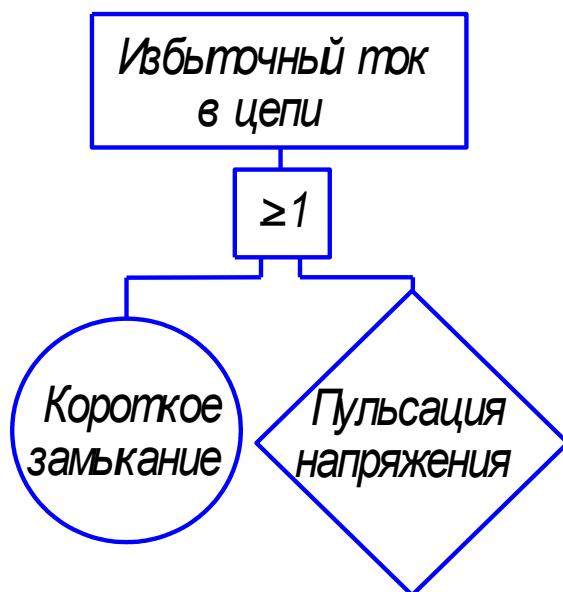 Избыточный ток
в цепи
≥1
Короткое
замыкание
Пульсация
напряжения